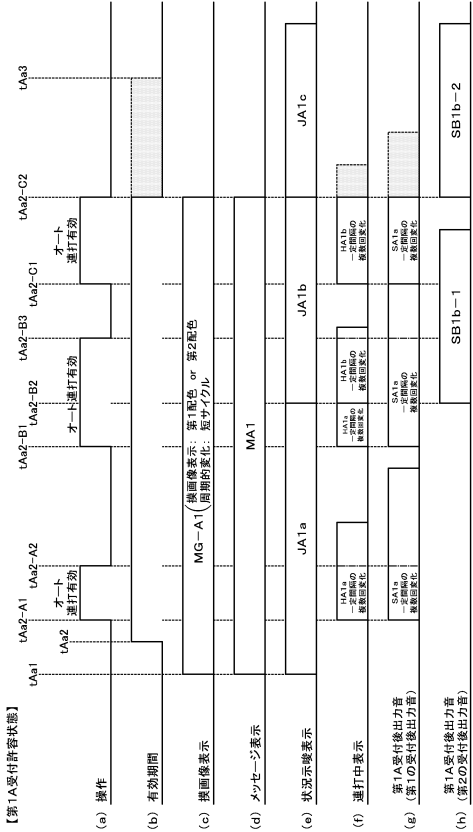 【第１Ａ受付許容状態】
tAa1
tAa2
tAa2-A1
tAa2-A2
tAa2-B1
tAa2-B2
tAa2-B3
tAa2-C1
tAa2-C2
tAa3
(a) 操作
オート
連打有効
オート
連打有効
オート
連打有効
(b) 有効期間
(c) 摸画像表示
MG-A1(摸画像表示: 第1配色 or 第2配色
周期的変化: 短サイクル)
(d) メッセージ表示
MA1
(e) 状況示唆表示
JA1a
JA1b
JA1c
(f) 連打中表示
HA1a
一定間隔の
複数回変化
HA1a
一定間隔の
複数回変化
HA1b
一定間隔の
複数回変化
HA1b
一定間隔の
複数回変化
(g) 第1A受付後出力音
(第1の受付後出力音)
SA1a
一定間隔の
複数回変化
SA1a
一定間隔の
複数回変化
SA1a
一定間隔の
複数回変化
(h) 第1A受付後出力音
(第2の受付後出力音)
SB1b-1
SB1b-2